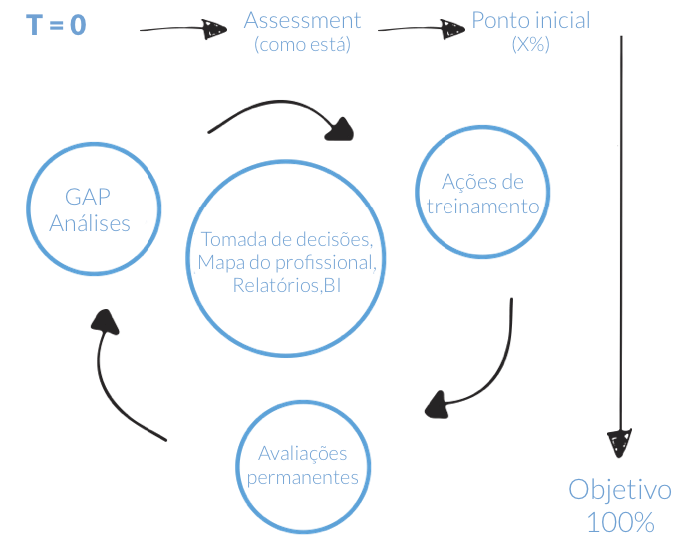 T = 0
Assessment
(como está)
Ponto inicial
(X%)
GAP
Análises
Tomada de decisões,
Mapa do profissional,
Relatórios,BI
Ações de
treinamento
Avaliações
permanentes
Objetivo
100%